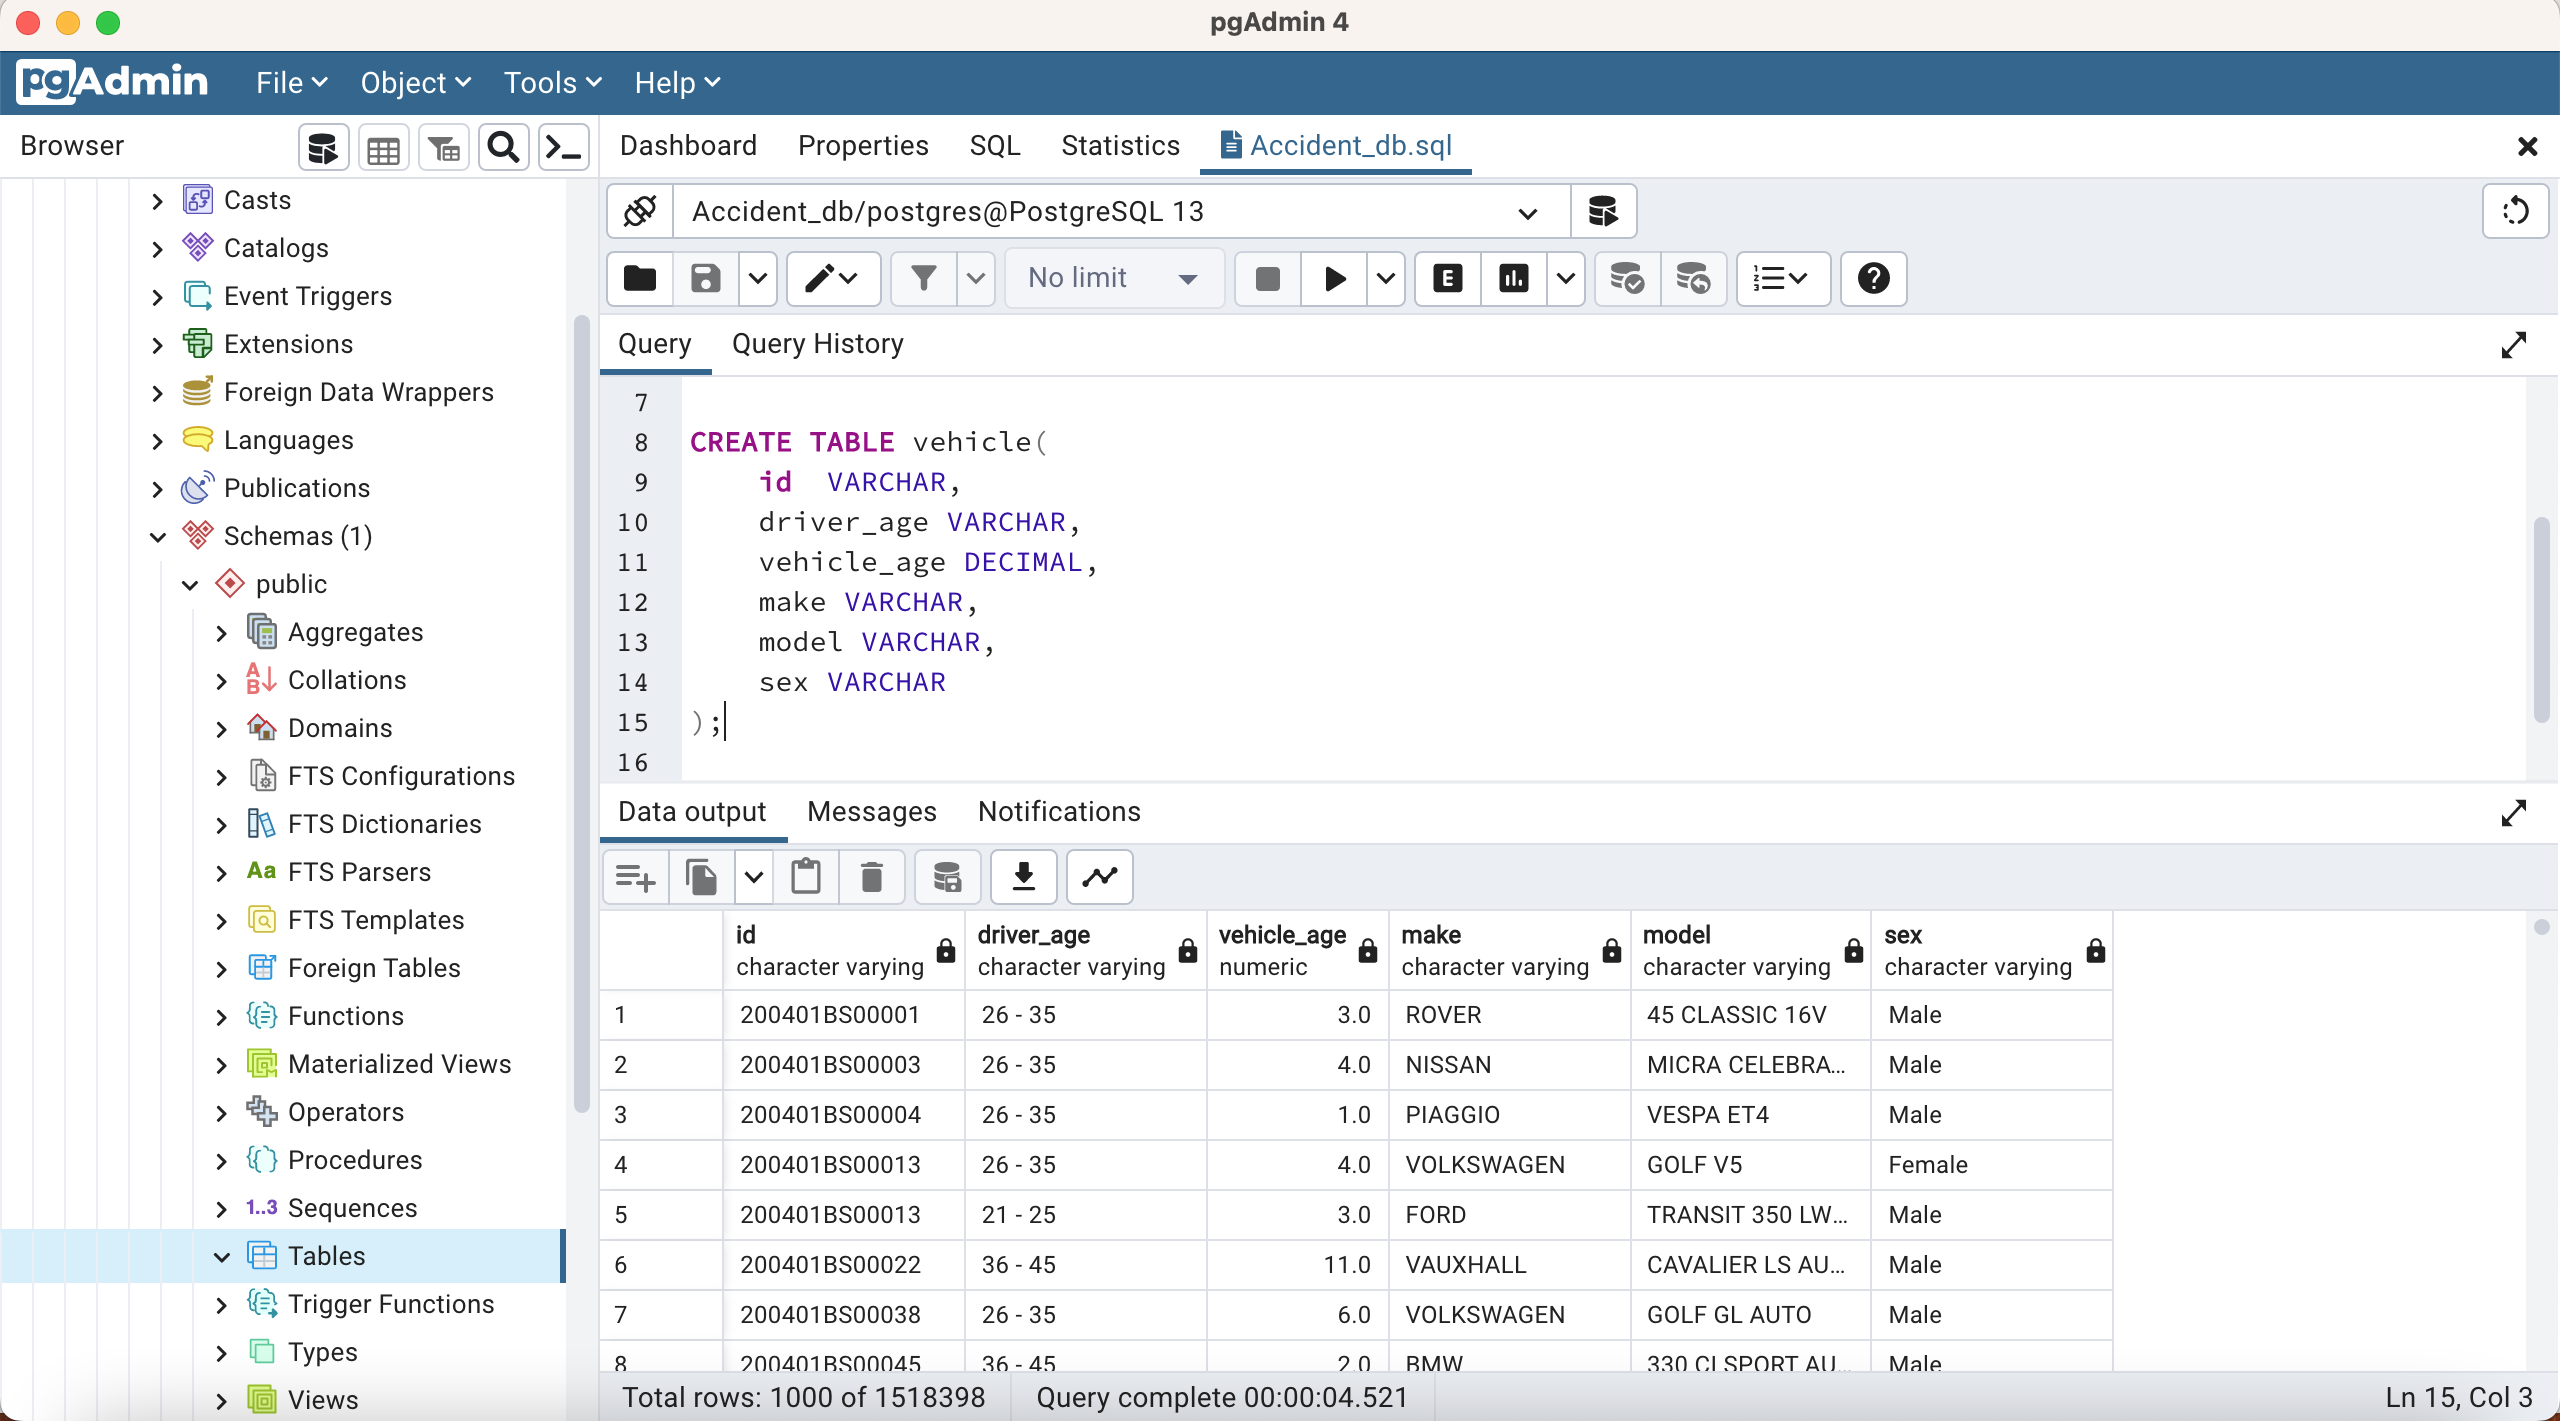 pgAdmin 4
pgAdmin File Object Tools Help
Browser
Dashboard Properties SQL Statistics Accident_db.sql
Casts
Catalogs
Event Triggers
Extensions
Foreign Data Wrappers
Languages
Publications
Schemas (1)
public
Aggregates
Collations
Domains
FTS Configurations
FTS Dictionaries
Aa FTS Parsers
FTS Templates
Foreign Tables
Functions
Materialized Views
Operators
Procedures
1..3 Sequences
Tables
Trigger Functions
Types
Views
Accident_db/postgres@PostgreSQL 13
No limit
E
Query Query History
7
8 CREATE TABLE vehicle(
9 id VARCHAR,
10 driver_age VARCHAR,
11 vehicle_age DECIMAL,
12 make VARCHAR,
13 model VARCHAR,
14 sex VARCHAR
15 );
16
Data output Messages Notifications
id driver_age vehicle_age make model sex
character varying character varying numeric character varying character varying character varying
1 200401BS00001 26 - 35 3.0 ROVER 45 CLASSIC 16V Male
2 200401BS00003 26 - 35 4.0 NISSAN MICRA CELEBRA... Male
3 200401BS00004 26 - 35 1.0 PIAGGIO VESPA ET4 Male
4 200401BS00013 26 - 35 4.0 VOLKSWAGEN GOLF V5 Female
5 200401BS00013 21 - 25 3.0 FORD TRANSIT 350 LW... Male
6 200401BS00022 36 - 45 11.0 VAUXHALL CAVALIER LS AU... Male
7 200401BS00038 26 - 35 6.0 VOLKSWAGEN GOLF GL AUTO Male
8 200401BS00045 36 - 45 2.0 BMW 330 CI SPORT AU... Male
Total rows: 1000 of 1518398 Query complete 00:00:04.521 Ln 15, Col 3